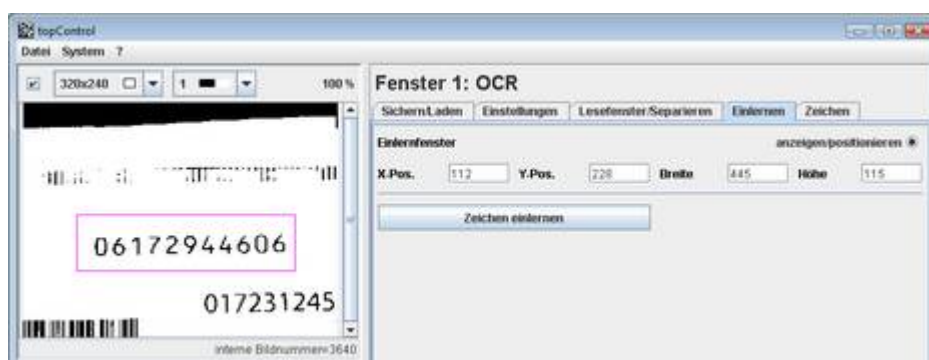 topControl
Datei System ?
320x240 1 100 %
Fenster 1: OCR
Sichern/Laden Einstellungen Lesefenster/Separieren Einlernen Zeichen
Einlernfenster anzeigen/positionieren
X-Pos. 112 Y-Pos. 228 Breite 445 Höhe 115
Zeichen einlernen
06172944606
017231245
interne Bildnummer=3640